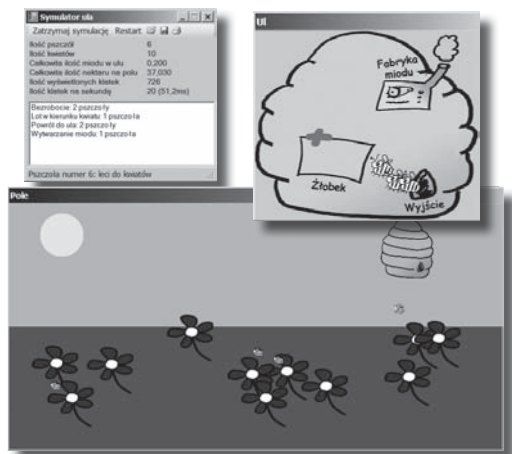 Symulator ula
Zatrzymaj symulację Restart
Ilość pszczół 6
Ilość kwiatów 10
Całkowita ilość miodu w ulu 0,200
Całkowita ilość nektaru na polu 37,030
Ilość wyświetlonych klatek 726
Ilość klatek na sekundę 20 (51,2ms)
Bezrobocie: 2 pszczoły
Lot w kierunku kwiatu: 1 pszczoła
Powrót do ula: 2 pszczoły
Wytwarzanie miodu: 1 pszczoła
Pszczoła numer 6: leci do kwiatów
Ul
Fabryka
miodu
Żłobek
Wyjście
Pole